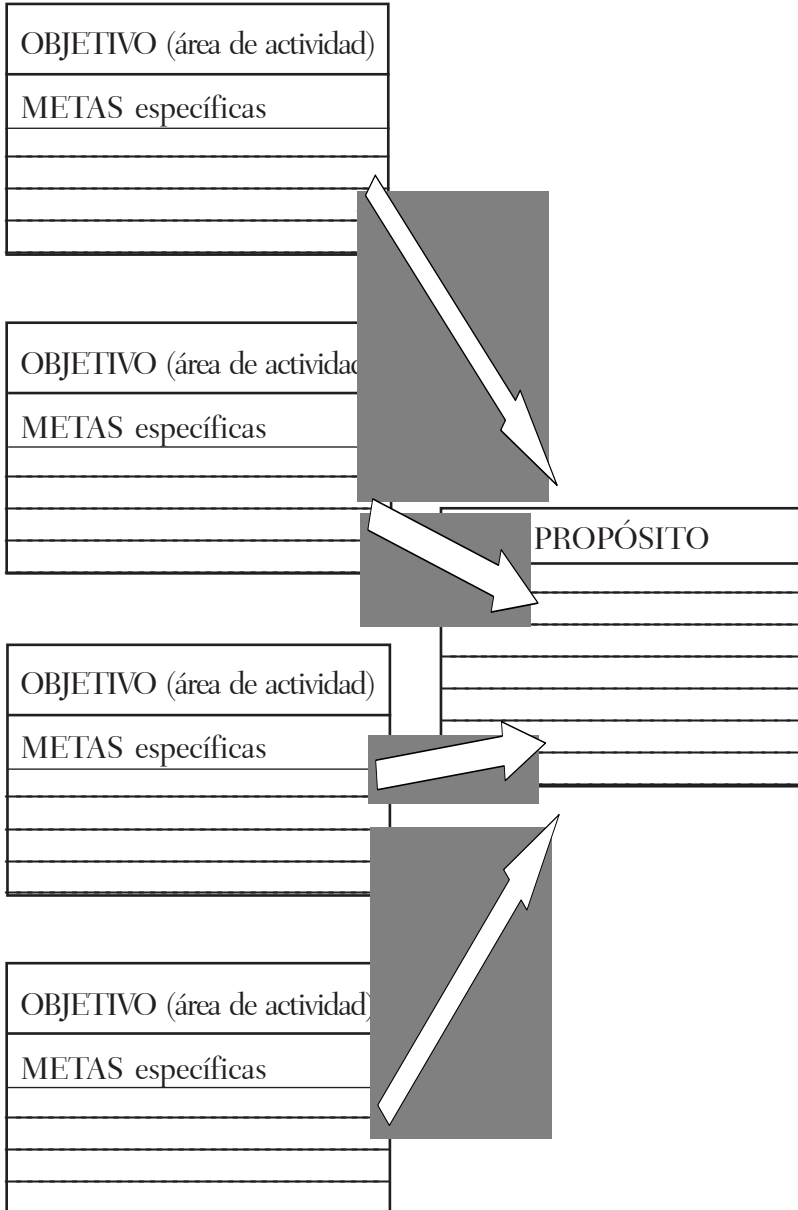 OBJETIVO (área de actividad)
METAS específicas
OBJETIVO (área de actividad
METAS específicas
PROPÓSITO
OBJETIVO (área de actividad)
METAS específicas
OBJETIVO (área de actividad)
METAS específicas